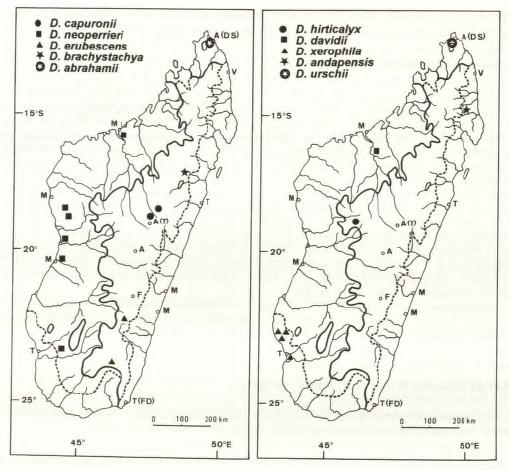 D. capuronii
D. neoperrieri
D. erubescens
D. brachystachya
D. abrahamii
A (DS)
V
15°S
M
M
T
A(T)
20°
A
M
M
F
M
T
25°
T(FD)
0 100 200 km
45°
50°E
D. hirticalyx
D. davidii
D. xerophila
D. andapensis
D. urschii
A (DS)
V
15°S
M
M
T
A(T)
20°
A
M
M
F
M
T
25°
T(FD)
0 100 200 km
45°
50°E